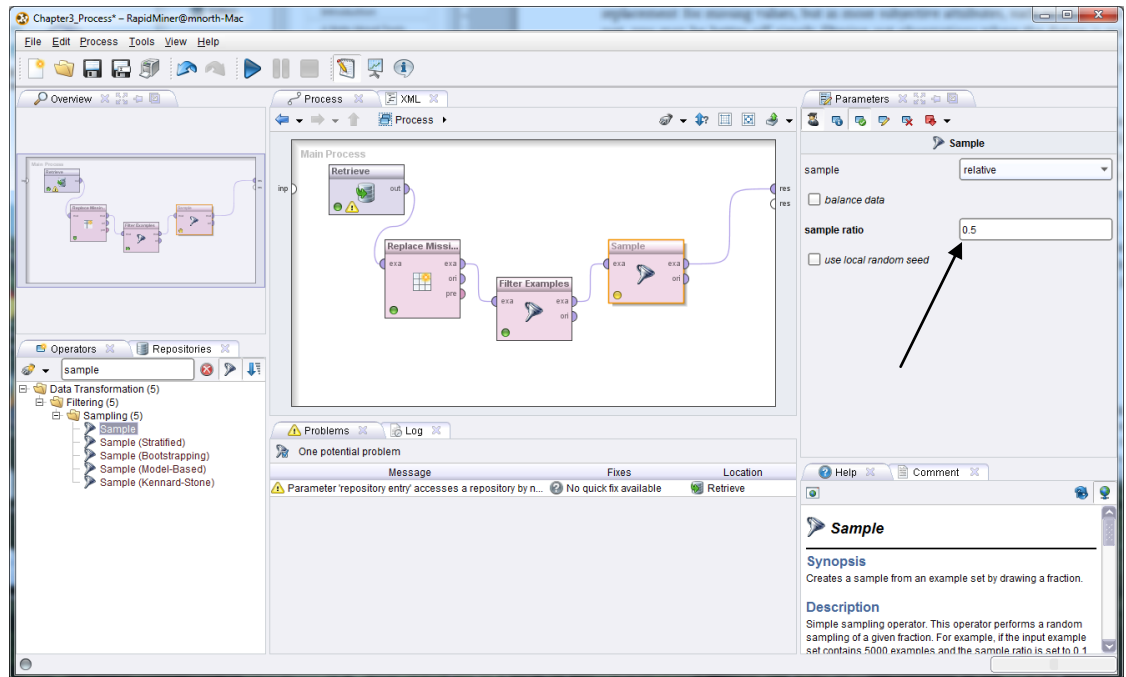 Chapter3_Process* – RapidMiner@mnorth-Mac
File Edit Process Tools View Help
Overview
Process
XML
Parameters
Process
Sample
Main Process
Retrieve
inp
out
res
res
Replace Missi...
exa
exa
ori
pre
Filter Examples
exa
exa
ori
Sample
exa
exa
ori
sample
relative
balance data
sample ratio
0.5
use local random seed
Operators
Repositories
sample
Data Transformation (5)
Filtering (5)
Sampling (5)
Sample
Sample (Stratified)
Sample (Bootstrapping)
Sample (Model-Based)
Sample (Kennard-Stone)
Problems
Log
One potential problem
Message Fixes Location
Parameter 'repository entry' accesses a repository by n... No quick fix available Retrieve
Help
Comment
Sample
Synopsis
Creates a sample from an example set by drawing a fraction.
Description
Simple sampling operator. This operator performs a random
sampling of a given fraction. For example, if the input example
set contains 5000 examples and the sample ratio is set to 0.1